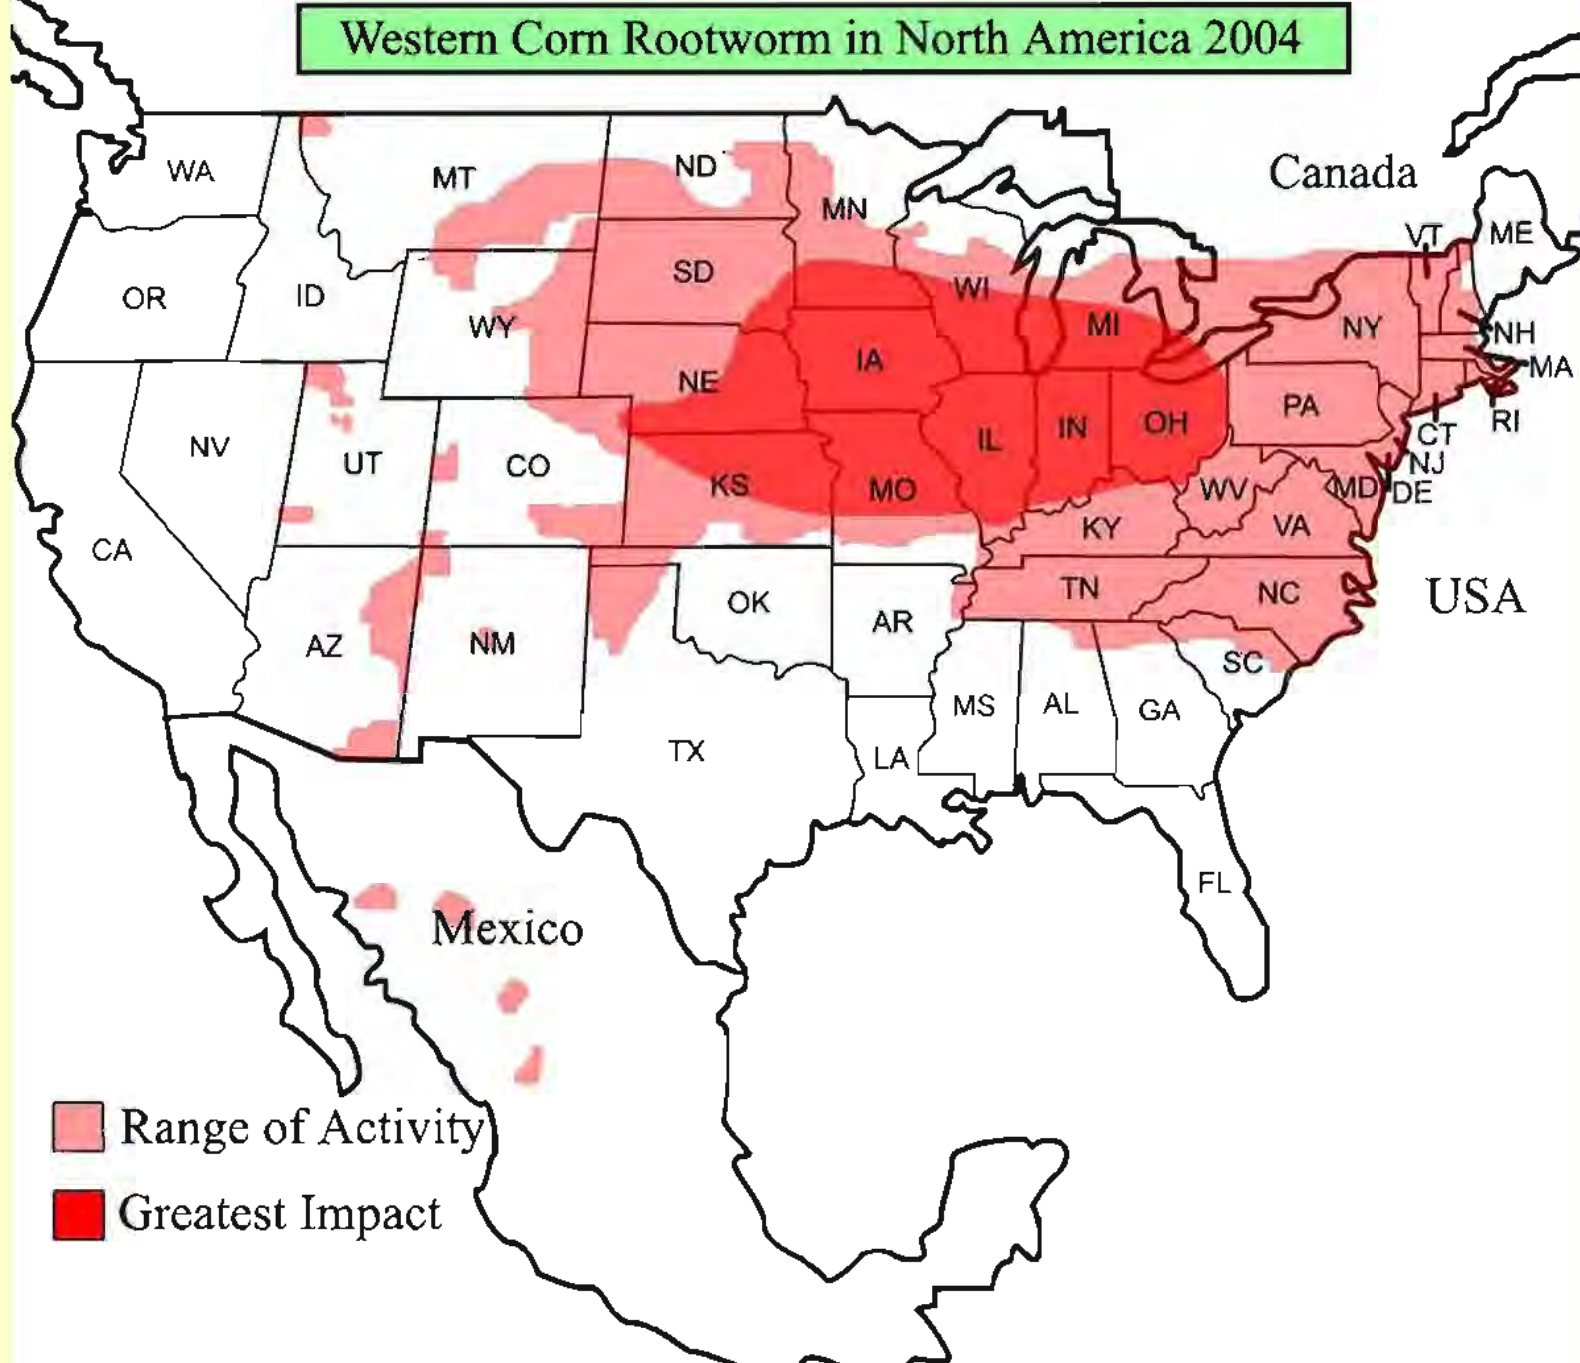 Western Corn Rootworm in North America 2004
Canada
WA
MT
ND
MN
VT
ME
OR
ID
SD
WI
WY
MI
NY
NH
IA
MA
NE
PA
RI
NV
UT
CO
IL
IN
OH
CT
NJ
KS
MO
WV
MD
DE
CA
KY
VA
OK
TN
NC
USA
AZ
NM
AR
SC
MS
AL
GA
TX
LA
FL
Mexico
Range of Activity
Greatest Impact